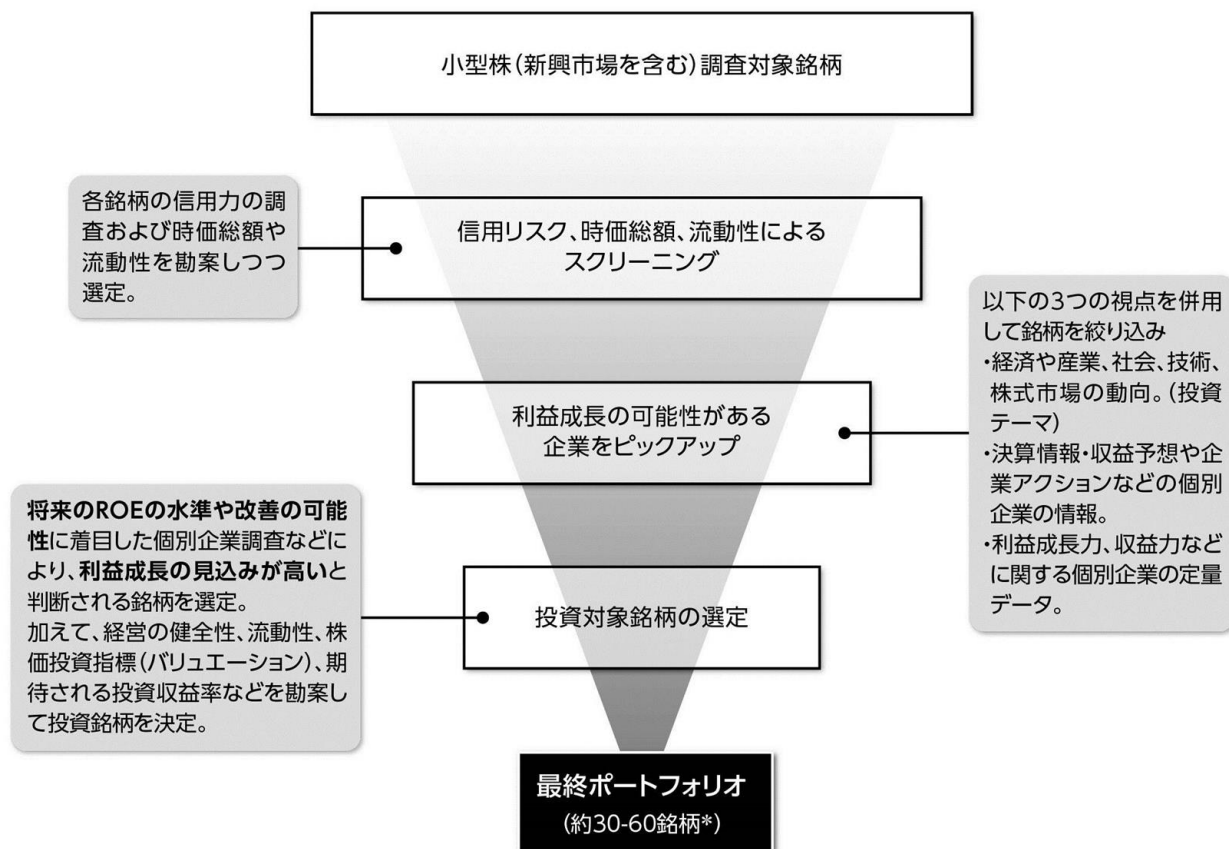 小型株（新興市場を含む）調査対象銘柄
各銘柄の信用力の調
査および時価総額や
流動性を勘案しつつ
選定。
信用リスク、時価総額、流動性による
スクリーニング
以下の3つの視点を併用
して銘柄を絞り込み
・経済や産業、社会、技術、
株式市場の動向。（投資
テーマ）
・決算情報・収益予想や企
業アクションなどの個別
企業の情報。
・利益成長力、収益力など
に関する個別企業の定量
データ。
利益成長の可能性がある
企業をピックアップ
将来のROEの水準や改善の可能
性に着目した個別企業調査などに
より、利益成長の見込みが高いと
判断される銘柄を選定。
加えて、経営の健全性、流動性、株
価投資指標（バリュエーション）、期
待される投資収益率などを勘案し
て投資銘柄を決定。
投資対象銘柄の選定
最終ポートフォリオ
（約30-60銘柄*）